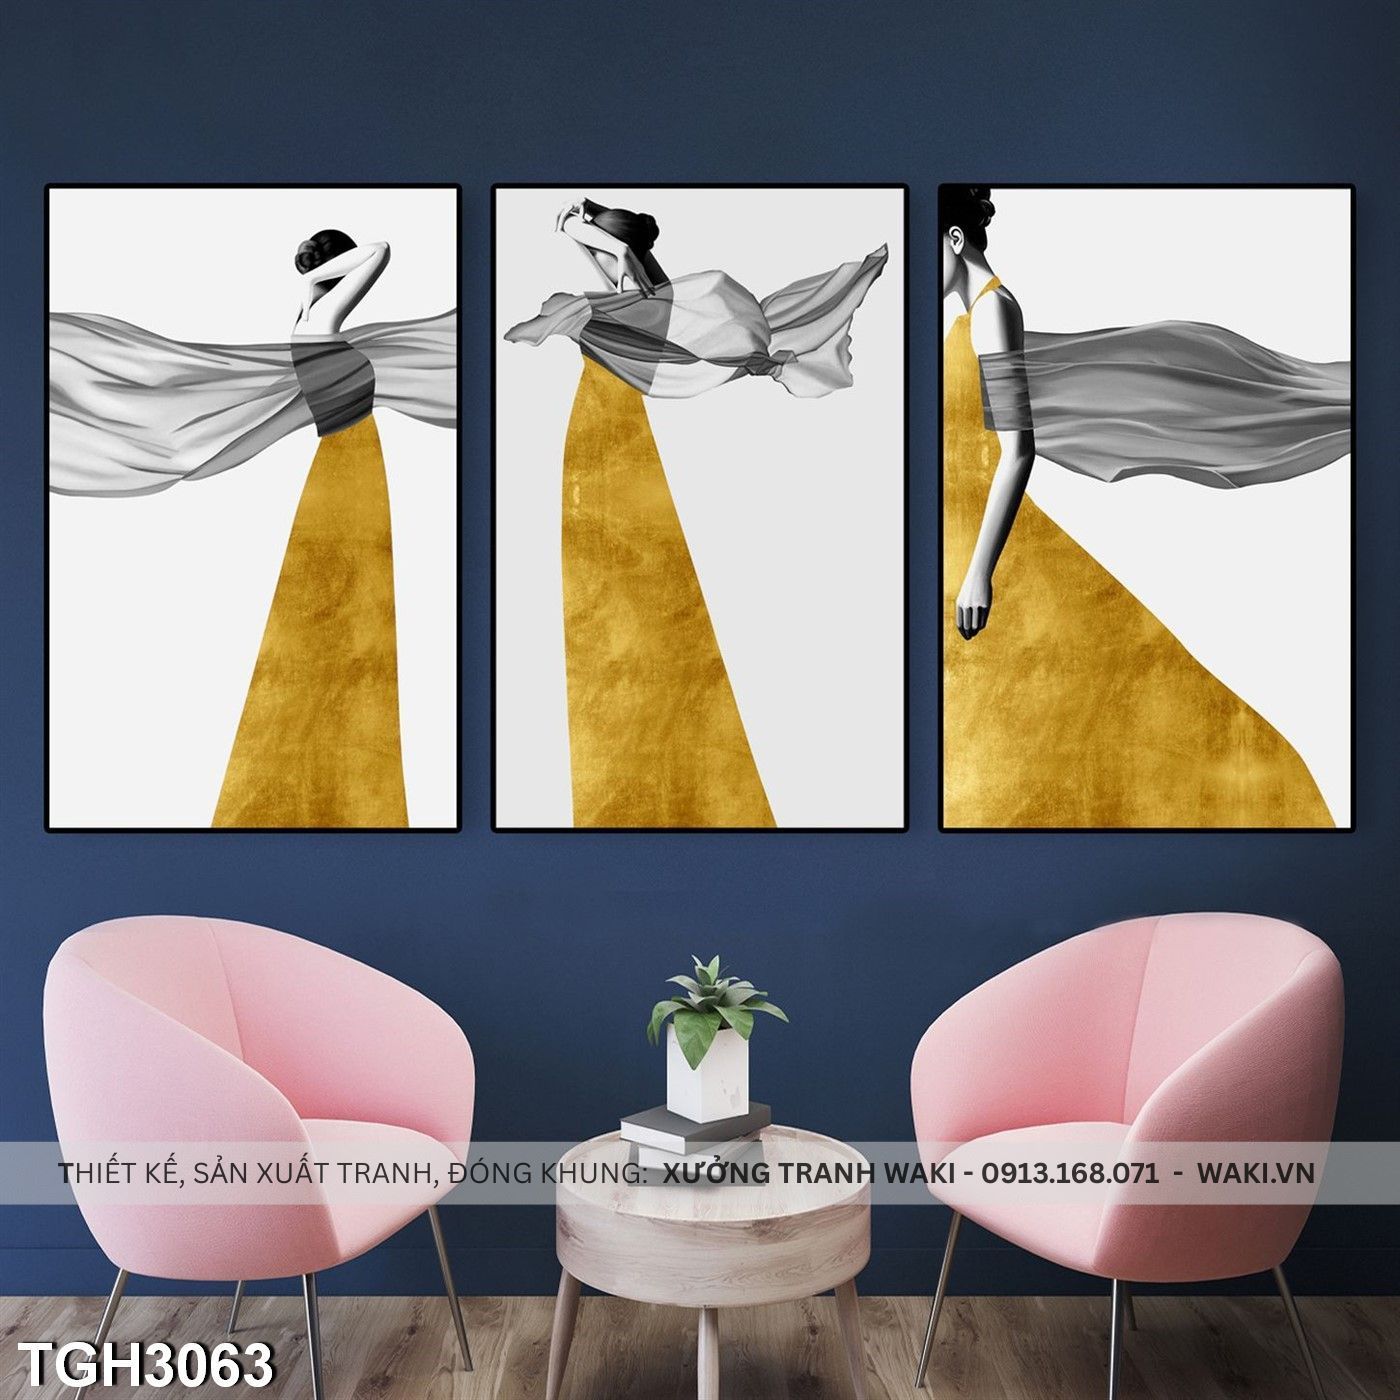 THIẾT KẾ, SẢN XUẤT TRANH, ĐÓNG KHUNG: XƯỞNG TRANH WAKI - 0913.168.071 - WAKI.VN
TGH3063